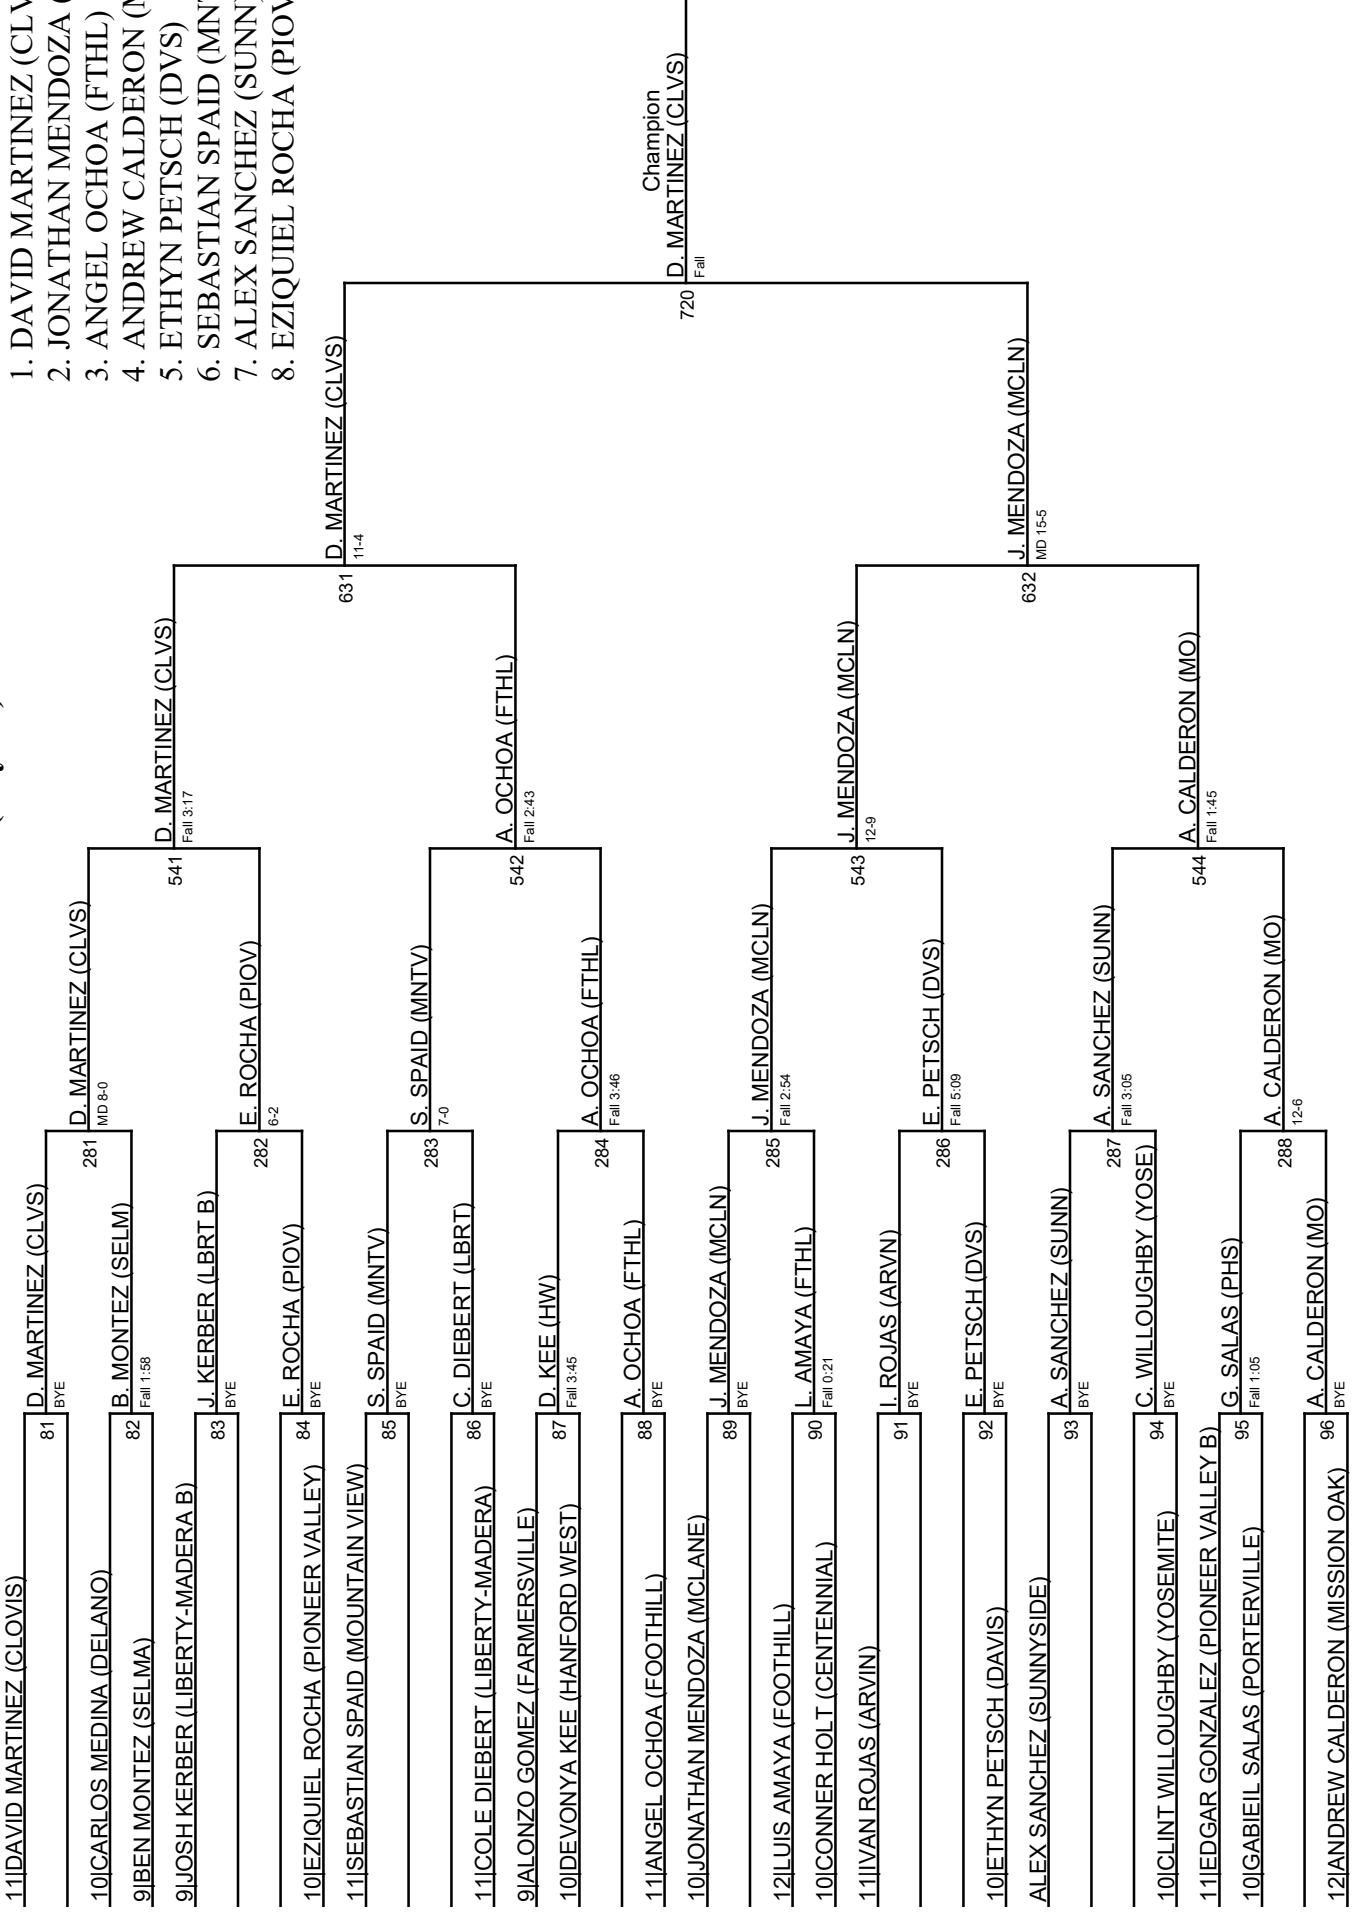 1. DAVID MARTINEZ (CLV
2. JONATHAN MENDOZA (
3. ANGEL OCHOA (FTHL)
4. ANDREW CALDERON (
5. ETHYN PETSCH (DVS)
6. SEBASTIAN SPAID (MNT
7. ALEX SANCHEZ (SUNN)
8. EZIQUIEL ROCHA (PIOV
11|DAVID MARTINEZ (CLOVIS)
10|CARLOS MEDINA (DELANO)
9|BEN MONTEZ (SELMA)
9|JOSH KERBER (LIBERTY-MADERA B)
10|EZIQUIEL ROCHA (PIONEER VALLEY)
11|SEBASTIAN SPAID (MOUNTAIN VIEW)
11|COLE DIEBERT (LIBERTY-MADERA)
9|ALONZO GOMEZ (FARMERSVILLE)
10|DEVONYA KEE (HANFORD WEST)
11|ANGEL OCHOA (FOOTHILL)
10|JONATHAN MENDOZA (MCLANE)
12|LUIS AMAYA (FOOTHILL)
10|CONNER HOLT (CENTENNIAL)
11|IVAN ROJAS (ARVIN)
10|ETHYN PETSCH (DAVIS)
ALEX SANCHEZ (SUNNYSIDE)
10|CLINT WILLOUGHBY (YOSEMITE)
11|EDGAR GONZALEZ (PIONEER VALLEY B)
10|GABIEIL SALAS (PORTERVILLE)
12|ANDREW CALDERON (MISSION OAK)
81
D. MARTINEZ (CLVS)
BYE
82
B. MONTEZ (SELM)
Fall 1:58
83
J. KERBER (LBRT B)
BYE
84
E. ROCHA (PIOV)
BYE
85
S. SPAID (MNTV)
BYE
86
C. DIEBERT (LBRT)
BYE
87
D. KEE (HW)
Fall 3:45
88
A. OCHOA (FTHL)
BYE
89
J. MENDOZA (MCLN)
BYE
90
L. AMAYA (FTHL)
Fall 0:21
91
I. ROJAS (ARVN)
BYE
92
E. PETSCH (DVS)
BYE
93
A. SANCHEZ (SUNN)
BYE
94
C. WILLOUGHBY (YOSE)
BYE
95
G. SALAS (PHS)
Fall 1:05
96
A. CALDERON (MO)
BYE
281
D. MARTINEZ (CLVS)
MD 8-0
282
E. ROCHA (PIOV)
6-2
283
S. SPAID (MNTV)
7-0
284
A. OCHOA (FTHL)
Fall 3:46
285
J. MENDOZA (MCLN)
Fall 2:54
286
E. PETSCH (DVS)
Fall 5:09
287
A. SANCHEZ (SUNN)
Fall 3:05
288
A. CALDERON (MO)
12-6
541
D. MARTINEZ (CLVS)
Fall 3:17
542
A. OCHOA (FTHL)
Fall 2:43
543
J. MENDOZA (MCLN)
12-9
544
A. CALDERON (MO)
Fall 1:45
631
D. MARTINEZ (CLVS)
11-4
632
J. MENDOZA (MCLN)
MD 15-5
720
Champion
D. MARTINEZ (CLVS)
Fall